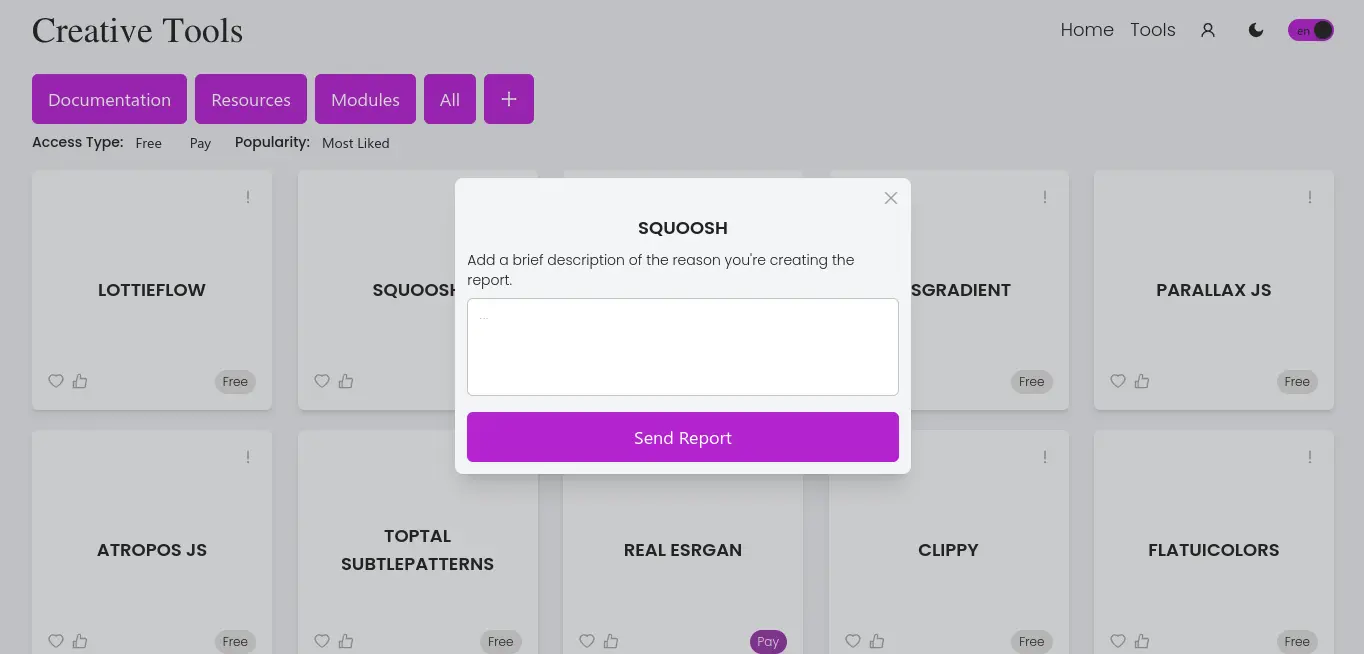 Creative Tools
Home Tools en
Documentation Resources Modules All +
Access Type: Free Pay Popularity: Most Liked
! ! !
SQUOOSH
Add a brief description of the reason you're creating the
report.
...
Send Report
LOTTIEFLOW SQUOOSH SGRADIENT PARALLAX JS
Free Free Free
! ! !
ATROPOS JS
TOPTAL
SUBTLEPATTERNS
REAL ESRGAN
CLIPPY
FLATUICOLORS
Free Free Pay Free Free